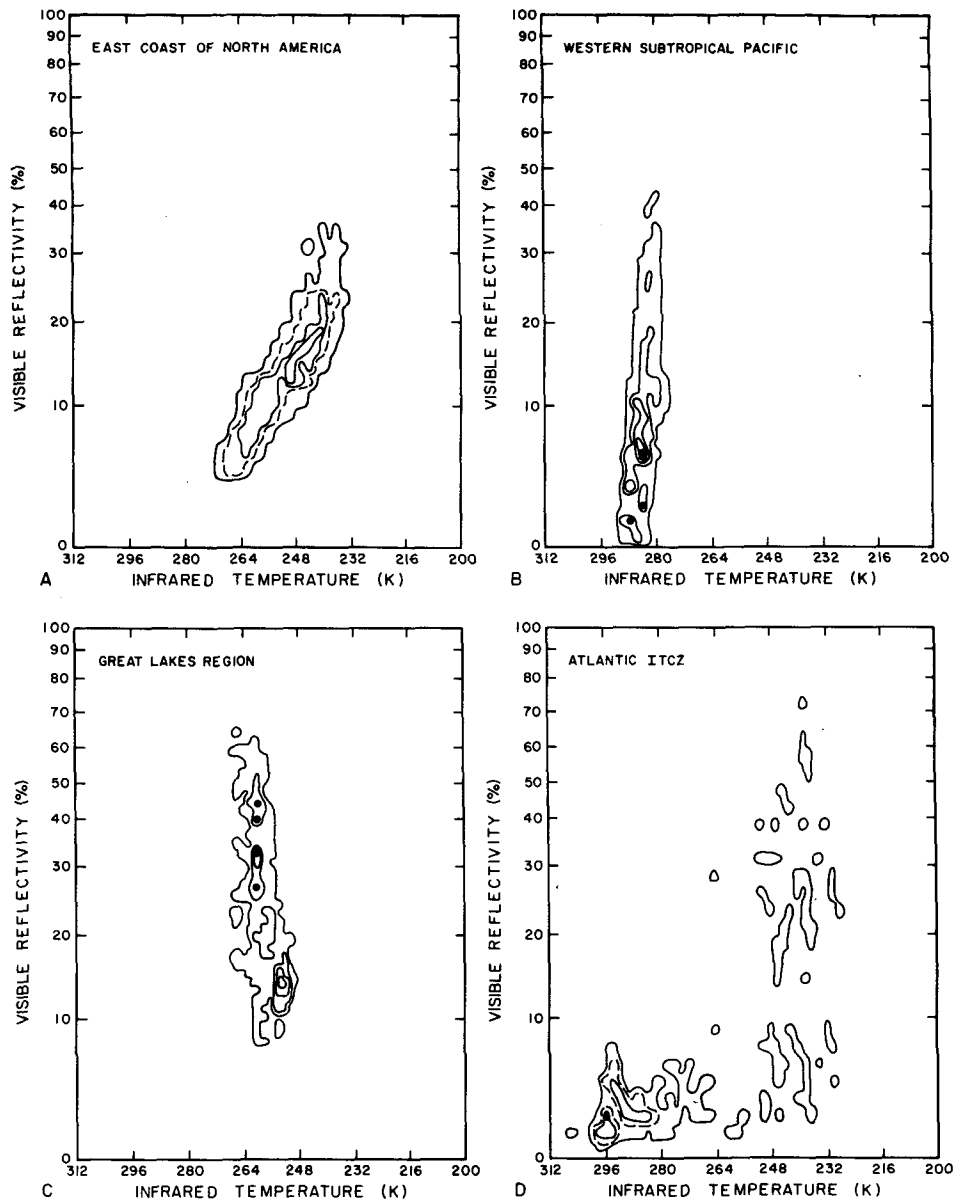 EAST COAST OF NORTH AMERICA
100
90
80
70
60
50
40
30
20
10
0
VISIBLE REFLECTIVITY (%)
312 296 280 264 248 232 216 200
A INFRARED TEMPERATURE (K)
WESTERN SUBTROPICAL PACIFIC
100
90
80
70
60
50
40
30
20
10
0
VISIBLE REFLECTIVITY (%)
312 296 280 264 248 232 216 200
B INFRARED TEMPERATURE (K)
GREAT LAKES REGION
100
90
80
70
60
50
40
30
20
10
0
VISIBLE REFLECTIVITY (%)
312 296 280 264 248 232 216 200
C INFRARED TEMPERATURE (K)
ATLANTIC ITCZ
100
90
80
70
60
50
40
30
20
10
0
VISIBLE REFLECTIVITY (%)
312 296 280 264 248 232 216 200
D INFRARED TEMPERATURE (K)